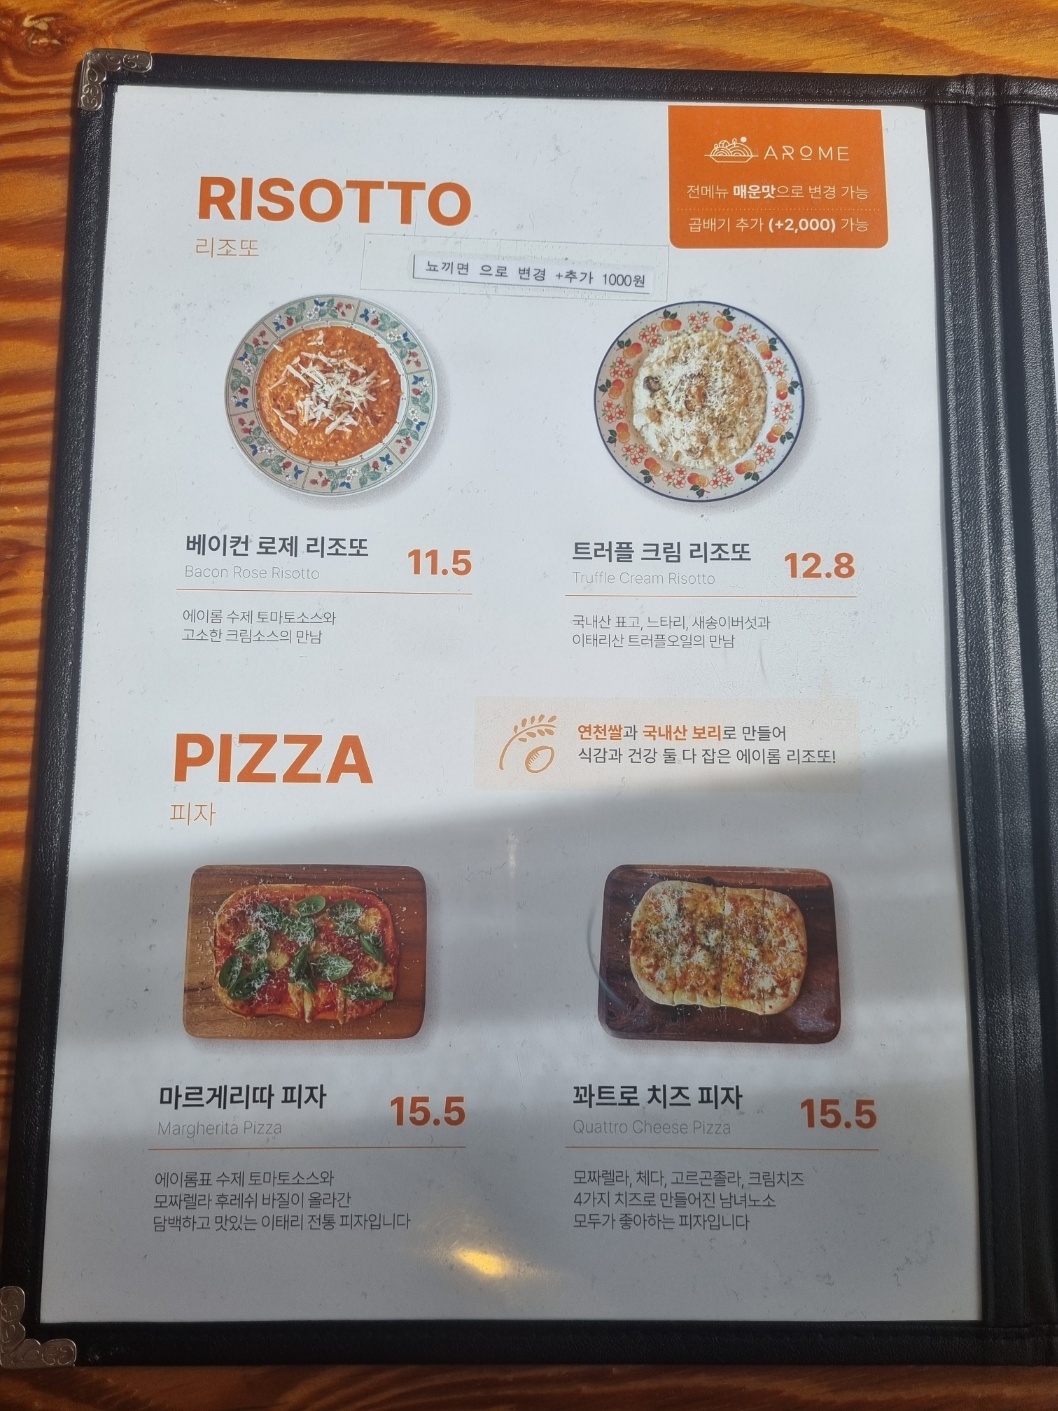 AROME
전메뉴 매운맛으로 변경 가능
곱배기 추가 (+2,000) 가능
RISOTTO
리조또
뇨끼면 으로 변경 +추가 1000원
베이컨 로제 리조또 11.5
Bacon Rose Risotto
에이롬 수제 토마토소스와
고소한 크림소스의 만남
트러플 크림 리조또 12.8
Truffle Cream Risotto
국내산 표고, 느타리, 새송이버섯과
이태리산 트러플오일의 만남
연천쌀과 국내산 보리로 만들어
식감과 건강 둘 다 잡은 에이롬 리조또!
PIZZA
피자
마르게리따 피자 15.5
Margherita Pizza
에이롬표 수제 토마토소스와
모짜렐라 후레쉬 바질이 올라간
담백하고 맛있는 이태리 전통 피자입니다
꽈트로 치즈 피자 15.5
Quattro Cheese Pizza
모짜렐라, 체다, 고르곤졸라, 크림치즈
4가지 치즈로 만들어진 남녀노소
모두가 좋아하는 피자입니다